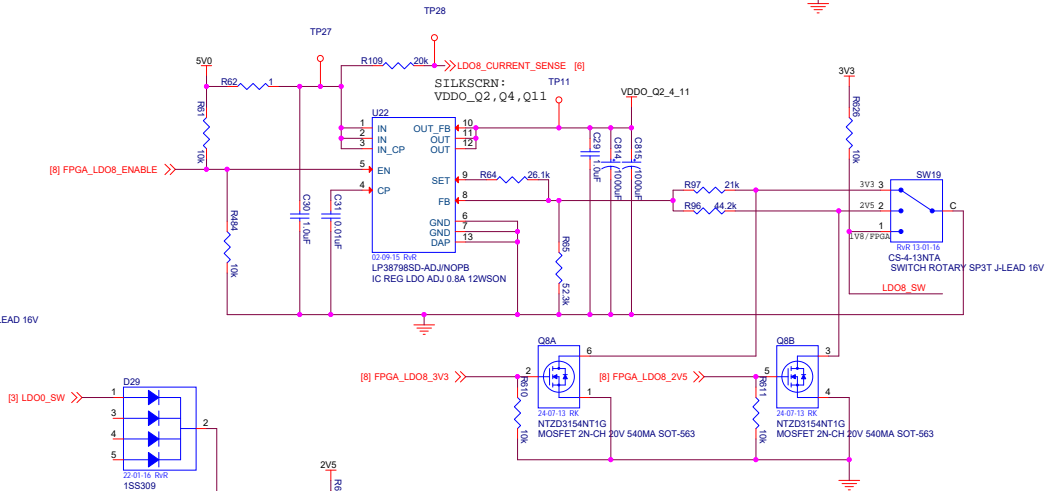 TP28
TP27
5V0
R109
20k
LDO8_CURRENT_SENSE [6]
3V3
R62
1
SILKSCRN:
TP11
VDDO_Q2,Q4,Q11
VDDO_Q2_4_11
R61
10k
U22
1 IN
2 IN
3 IN_CP
5 EN
4 CP
OUT_FB 10
OUT 11
OUT 12
SET 9
FB 8
GND 6
GND 7
DAP 13
02-09-15 RvR
LP38798SD-ADJ/NOPB
IC REG LDO ADJ 0.8A 12WSON
[8] FPGA_LDO8_ENABLE
R484
10k
C30
1.0uF
C31
0.01uF
R64
26.1k
R65
52.3k
C29
1.0uF
C814
1000uF
C815
1000uF
R97
21k
R96
44.2k
R626
10k
SW19
3V3 3
2V5 2
1
1V8/FPGA
C
RvR 13-01-16
CS-4-13NTA
SWITCH ROTARY SP3T J-LEAD 16V
LDO8_SW
LEAD 16V
Q8A
6
[8] FPGA_LDO8_3V3
2
1
R610
10k
24-07-13 RK
NTZD3154NT1G
MOSFET 2N-CH 20V 540MA SOT-563
Q8B
3
[8] FPGA_LDO8_2V5
5
4
R611
10k
24-07-13 RK
NTZD3154NT1G
MOSFET 2N-CH 20V 540MA SOT-563
D29
[3] LDO0_SW
1
3
4
5
2
22-01-16 RvR
1SS309
2V5
R6